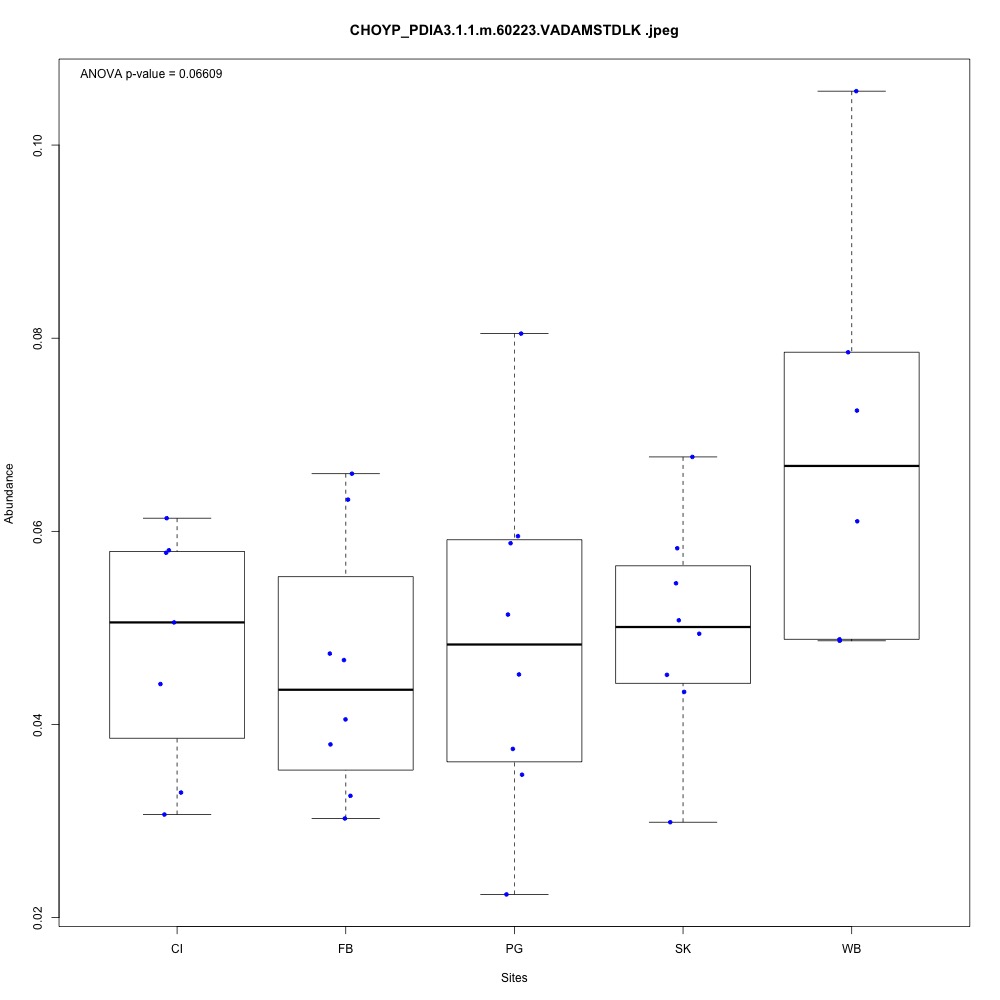 CHOYP_PDIA3.1.1.m.60223.VADAMSTDLK .jpeg
ANOVA p-value = 0.06609
0.10
0.08
0.06
0.04
0.02
Abundance
CI FB PG SK WB
Sites